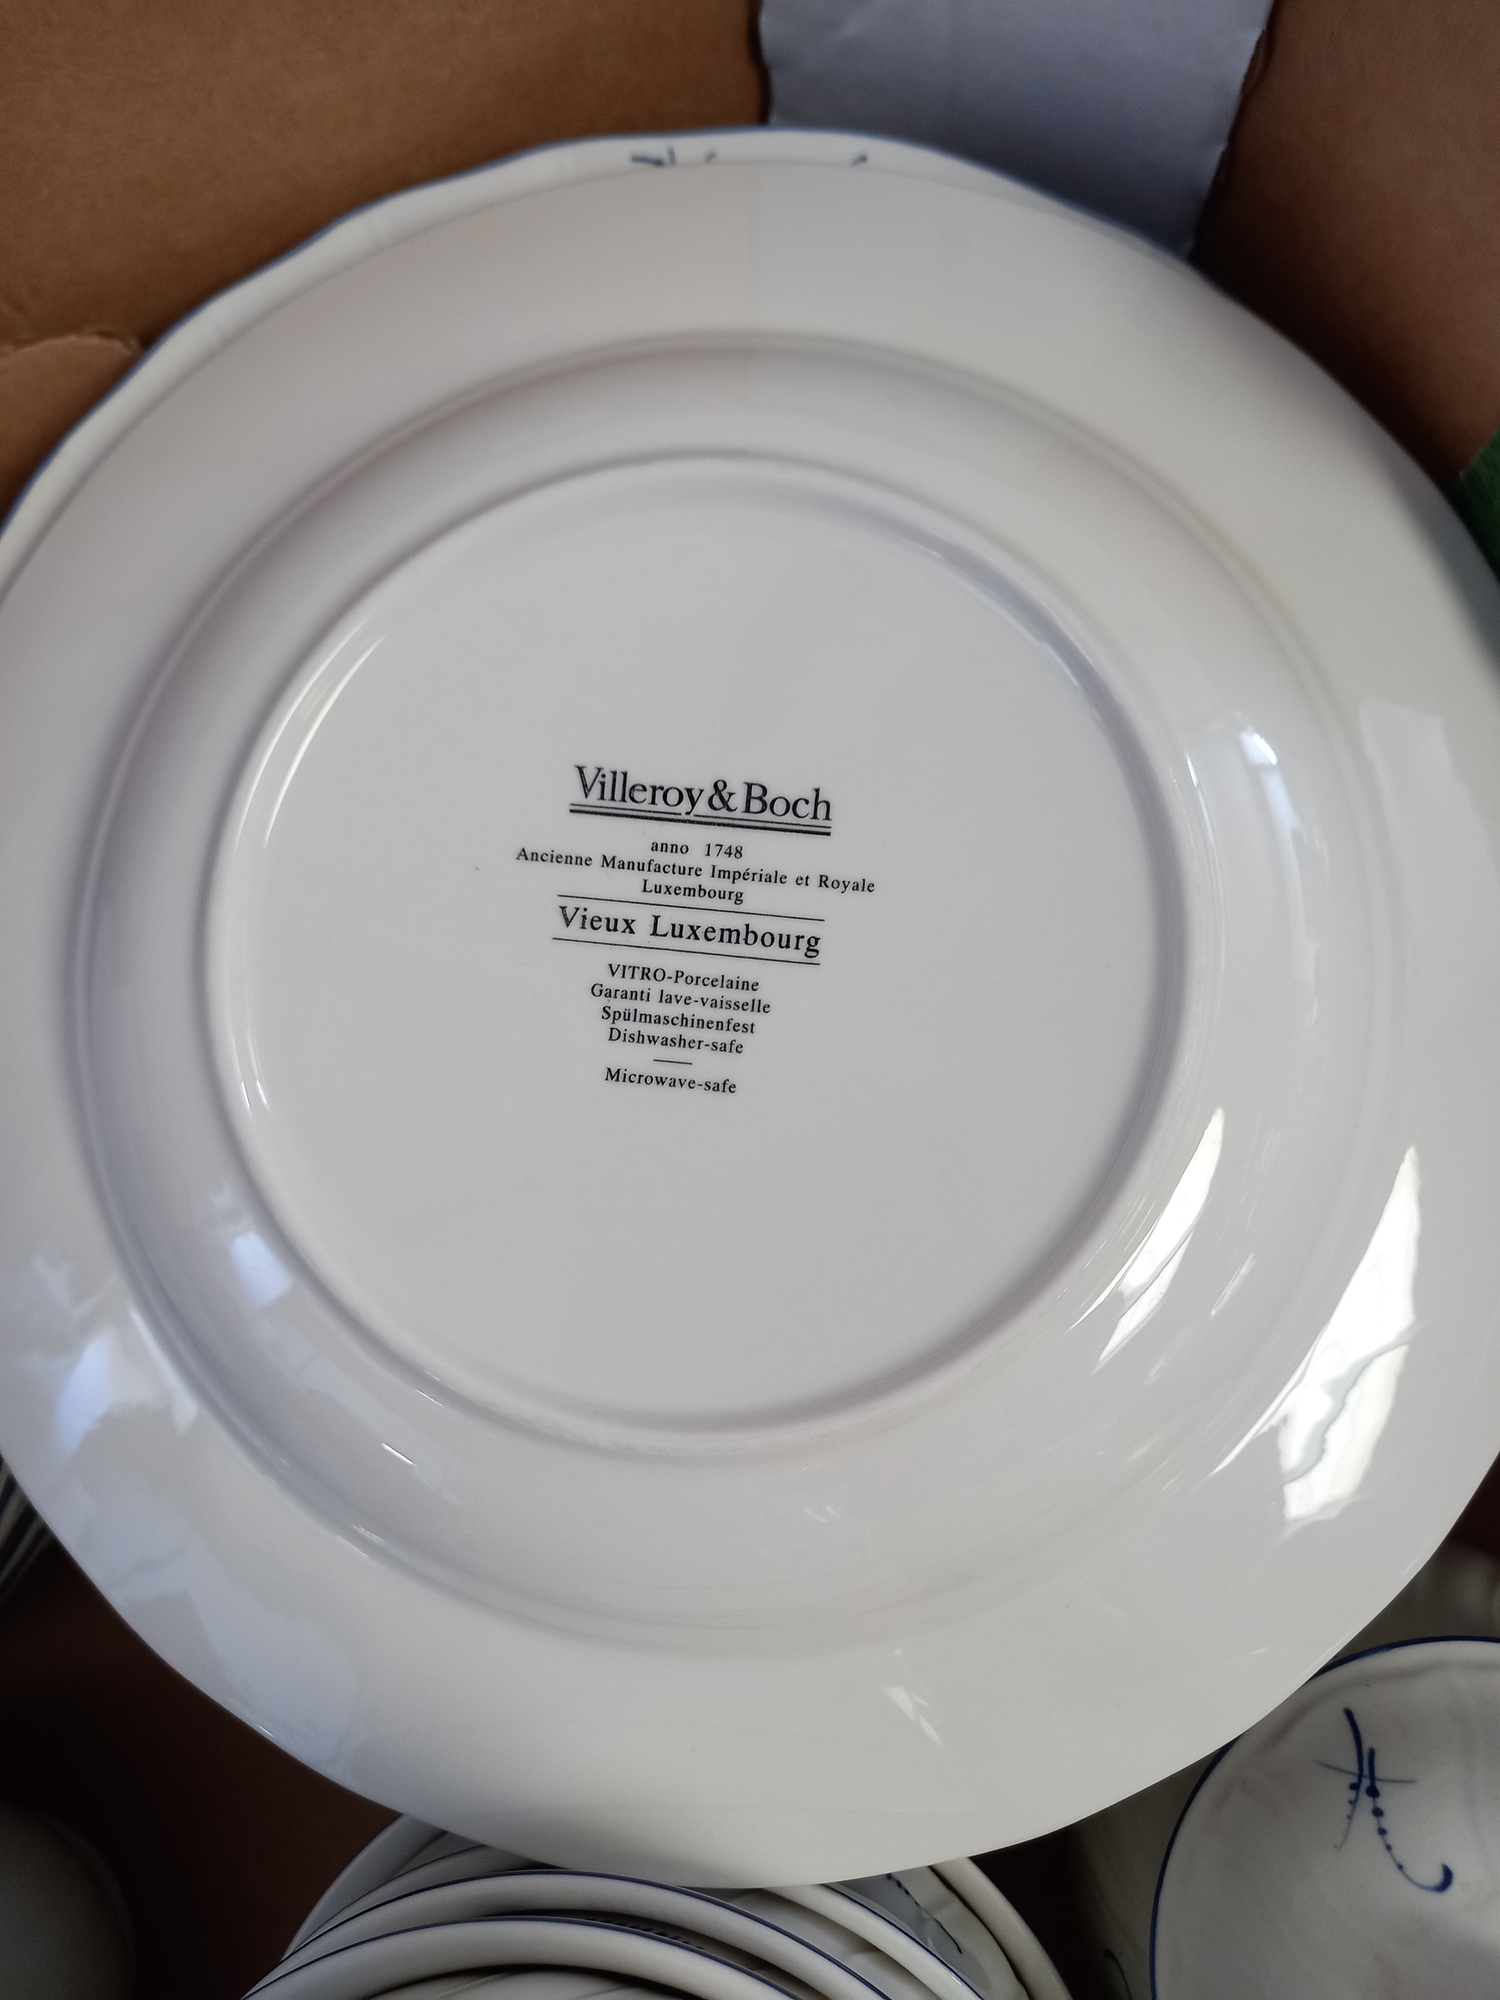 Villeroy & Boch
anno 1748
Ancienne Manufacture Impériale et Royale
Luxembourg
Vieux Luxembourg
VITRO-Porcelaine
Garanti lave-vaisselle
Spülmaschinenfest
Dishwasher-safe
Microwave-safe